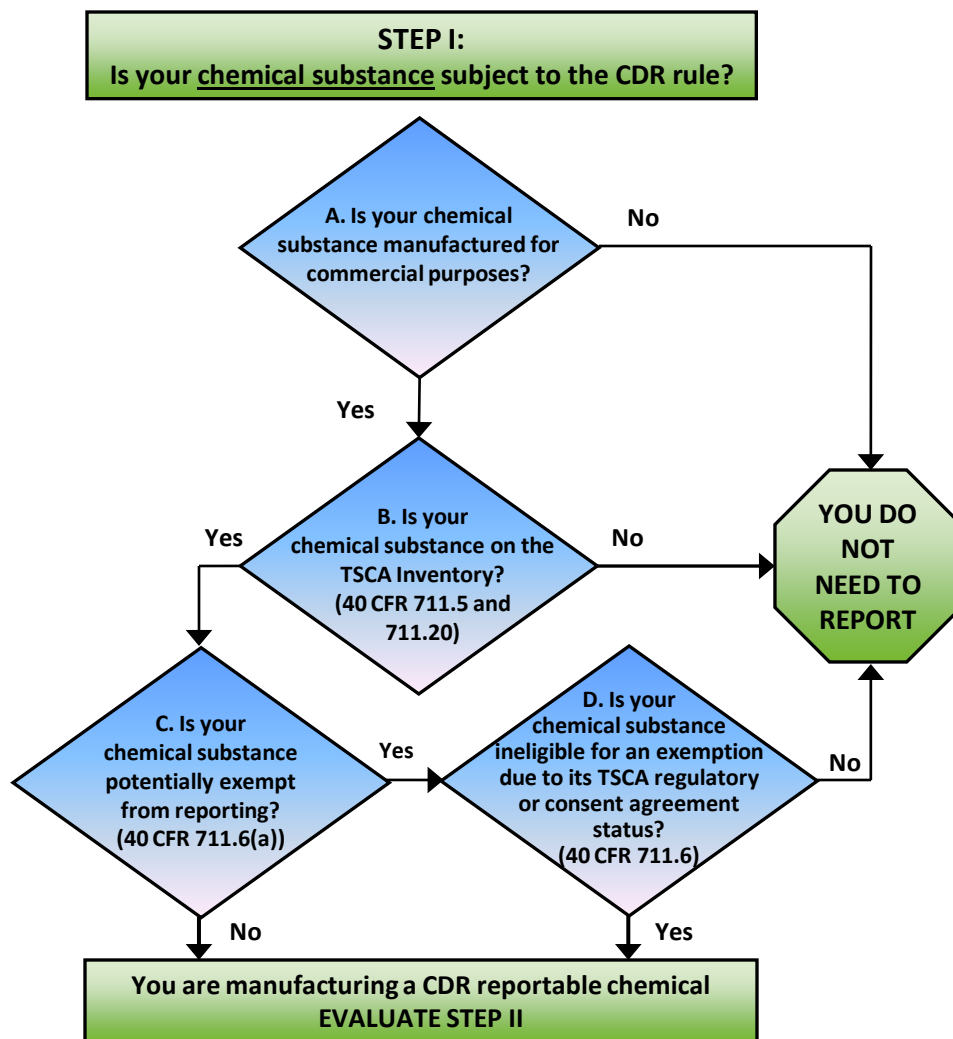 STEP I:
Is your chemical substance subject to the CDR rule?
A. Is your chemical
substance manufactured for
commercial purposes?
No
Yes
B. Is your
chemical substance on the
TSCA Inventory?
(40 CFR 711.5 and
711.20)
Yes
No
YOU DO
NOT
NEED TO
REPORT
C. Is your
chemical substance
potentially exempt
from reporting?
(40 CFR 711.6(a))
Yes
D. Is your
chemical substance
ineligible for an exemption
due to its TSCA regulatory
or consent agreement
status?
(40 CFR 711.6)
No
No
Yes
You are manufacturing a CDR reportable chemical
EVALUATE STEP II